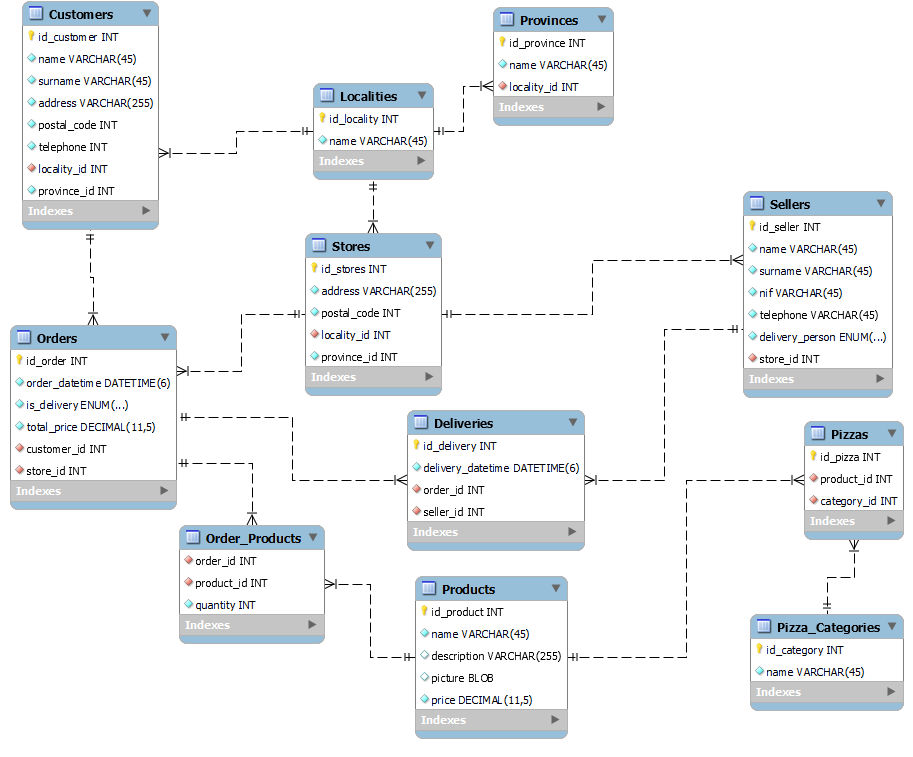 Customers
id_customer INT
name VARCHAR(45)
surname VARCHAR(45)
address VARCHAR(255)
postal_code INT
telephone INT
locality_id INT
province_id INT
Indexes
Localities
id_locality INT
name VARCHAR(45)
Indexes
Provinces
id_province INT
name VARCHAR(45)
locality_id INT
Indexes
Stores
id_stores INT
address VARCHAR(255)
postal_code INT
locality_id INT
province_id INT
Indexes
Sellers
id_seller INT
name VARCHAR(45)
surname VARCHAR(45)
nif VARCHAR(45)
telephone VARCHAR(45)
delivery_person ENUM(...)
store_id INT
Indexes
Orders
id_order INT
order_datetime DATETIME(6)
is_delivery ENUM(...)
total_price DECIMAL(11,5)
customer_id INT
store_id INT
Indexes
Deliveries
id_delivery INT
delivery_datetime DATETIME(6)
order_id INT
seller_id INT
Indexes
Pizzas
id_pizza INT
product_id INT
category_id INT
Indexes
Order_Products
order_id INT
product_id INT
quantity INT
Indexes
Products
id_product INT
name VARCHAR(45)
description VARCHAR(255)
picture BLOB
price DECIMAL(11,5)
Indexes
Pizza_Categories
id_category INT
name VARCHAR(45)
Indexes